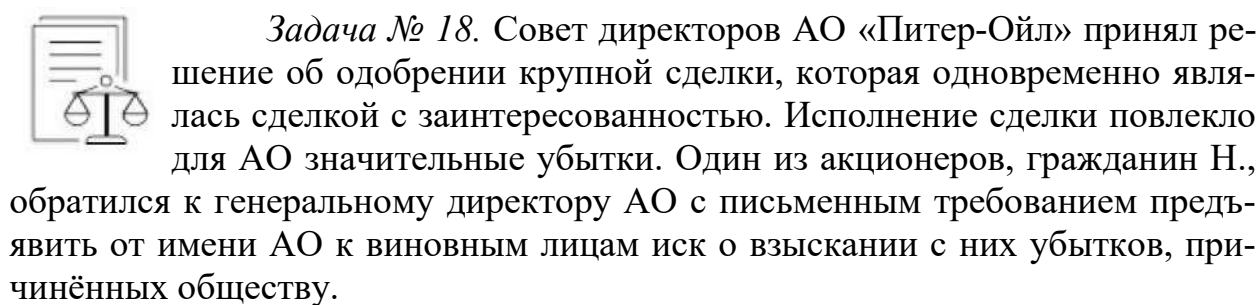 Задача № 18. Совет директоров АО «Питер-Ойл» принял ре-
шение об одобрении крупной сделки, которая одновременно явля-
лась сделкой с заинтересованностью. Исполнение сделки повлекло
для АО значительные убытки. Один из акционеров, гражданин Н.,
обратился к генеральному директору АО с письменным требованием предъ-
явить от имени АО к виновным лицам иск о взыскании с них убытков, при-
чинённых обществу.